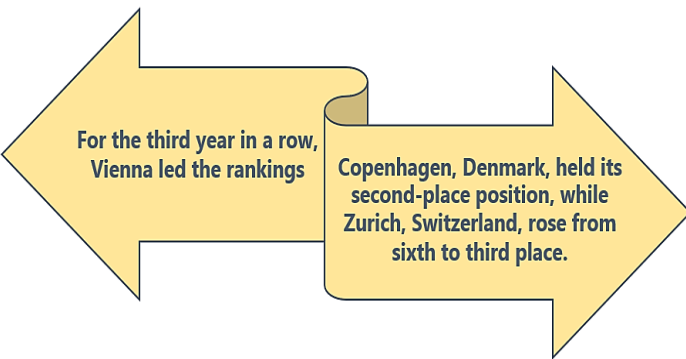 For the third year in a row,
Vienna led the rankings
Copenhagen, Denmark, held its
second-place position, while
Zurich, Switzerland, rose from
sixth to third place.